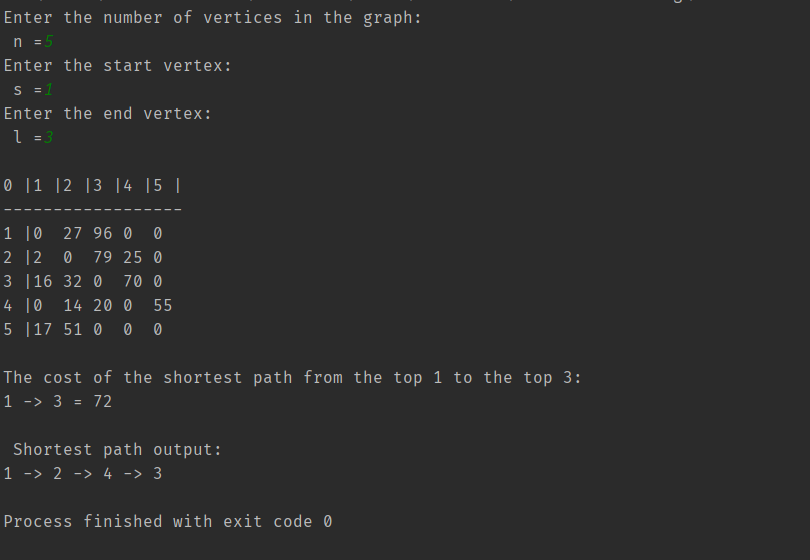 Enter the number of vertices in the graph:
 n =5
Enter the start vertex:
 s =1
Enter the end vertex:
 l =3

0 |1 |2 |3 |4 |5 |
------------------
1 |0  27 96 0  0
2 |2  0  79 25 0
3 |16 32 0  70 0
4 |0  14 20 0  55
5 |17 51 0  0  0

The cost of the shortest path from the top 1 to the top 3:
1 -> 3 = 72

 Shortest path output:
1 -> 2 -> 4 -> 3

Process finished with exit code 0